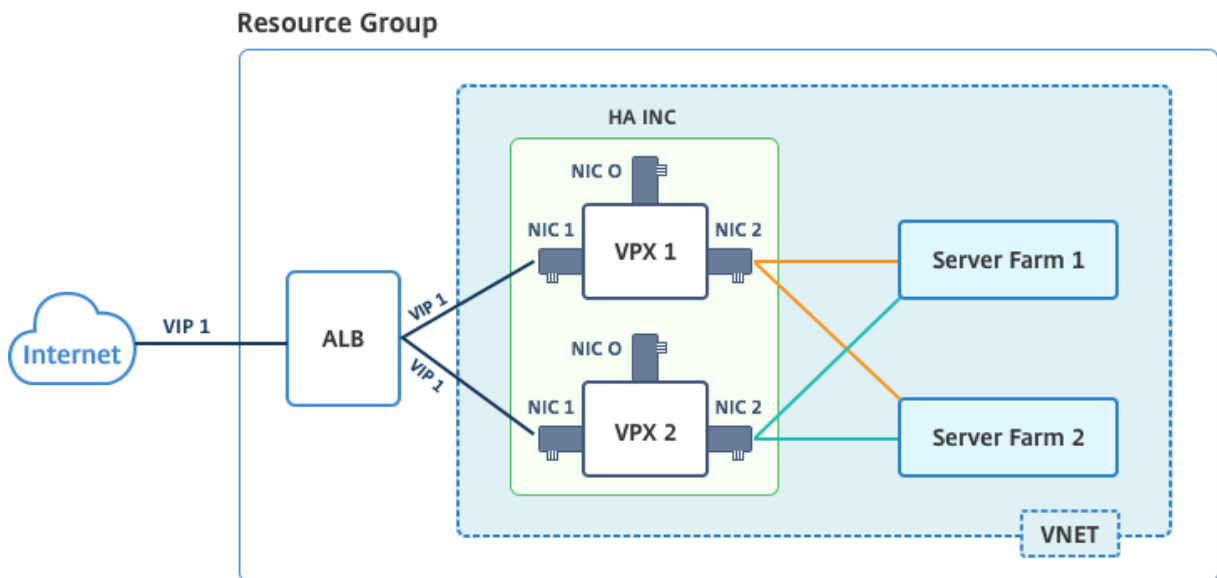 Resource Group
HA INC
NIC O
NIC 1
VPX 1
NIC 2
Server Farm 1
Internet
VIP 1
ALB
VIP 1
VIP 1
NIC O
NIC 1
VPX 2
NIC 2
Server Farm 2
VNET